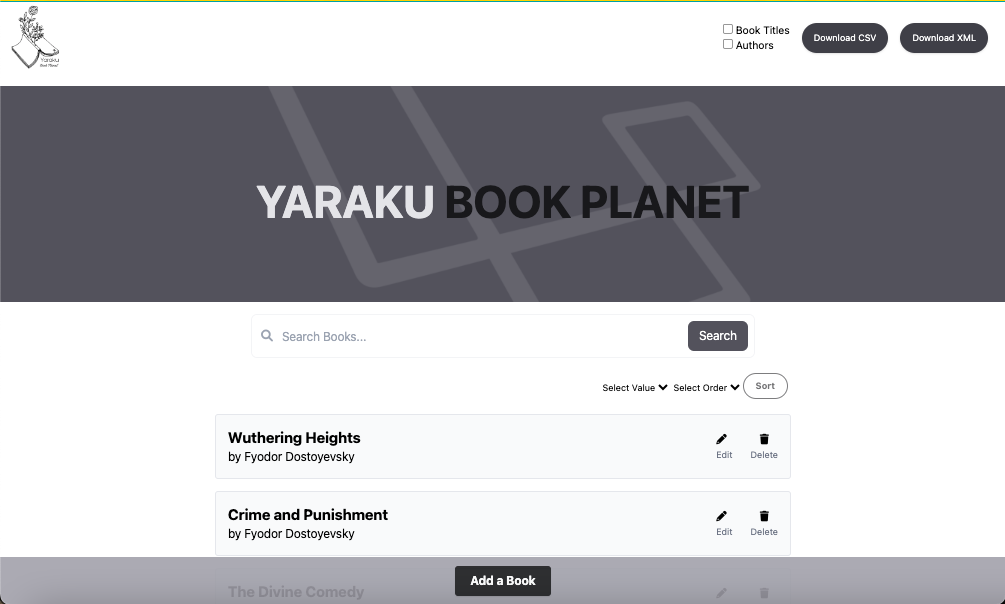 Yaraku
Book Planet
Book Titles
Authors
Download CSV
Download XML
YARAKU BOOK PLANET
Search Books...
Search
Select Value
Select Order
Sort
Wuthering Heights
by Fyodor Dostoyevsky
Edit
Delete
Crime and Punishment
by Fyodor Dostoyevsky
Edit
Delete
Add a Book
The Divine Comedy